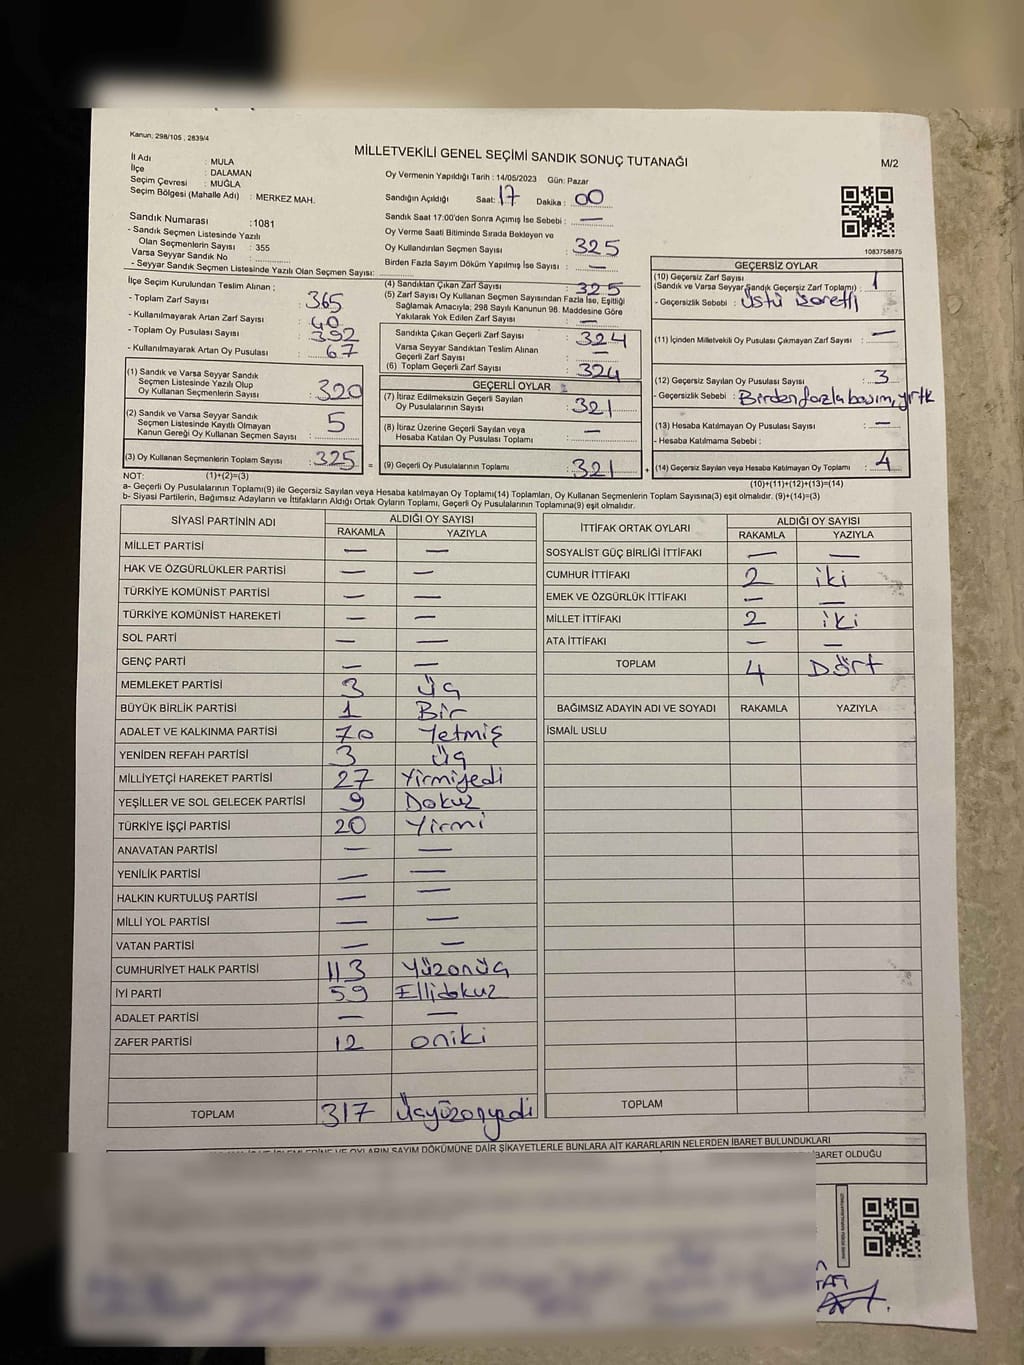 Kanun; 298/105 , 2839/4
MİLLETVEKİLİ GENEL SEÇİMİ SANDIK SONUÇ TUTANAĞI
M/2
İl Adı : MULA
İlçe : DALAMAN
Seçim Çevresi : MUĞLA
Seçim Bölgesi (Mahalle Adı) : MERKEZ MAH.
Sandık Numarası :1081
- Sandık Seçmen Listesinde Yazılı
Olan Seçmenlerin Sayısı : 355
Varsa Seyyar Sandık No :
- Seyyar Sandık Seçmen Listesinde Yazılı Olan Seçmen Sayısı:
Oy Vermenin Yapıldığı Tarih : 14/05/2023 Gün: Pazar
Sandığın Açıldığı Saat: 17 Dakika : 00
Sandık Saat 17:00'den Sonra Açımış İse Sebebi : —
Oy Verme Saati Bitiminde Sırada Bekleyen ve
Oy Kullandırılan Seçmen Sayısı : 325
Birden Fazla Sayım Döküm Yapılmış İse Sayısı : —
1083758875
İlçe Seçim Kurulundan Teslim Alınan ;
- Toplam Zarf Sayısı : 365
- Kullanılmayarak Artan Zarf Sayısı : 40
- Toplam Oy Pusulası Sayısı : 392
- Kullanılmayarak Artan Oy Pusulası : 67
(4) Sandıktan Çıkan Zarf Sayısı : 325
(5) Zarf Sayısı Oy Kullanan Seçmen Sayısından Fazla İse, Eşitliği
Sağlamak Amacıyla; 298 Sayılı Kanunun 98. Maddesine Göre
Yakılarak Yok Edilen Zarf Sayısı : —
Sandıkta Çıkan Geçerli Zarf Sayısı : 324
Varsa Seyyar Sandıktan Teslim Alınan
Geçerli Zarf Sayısı : —
(6) Toplam Geçerli Zarf Sayısı : 324
GEÇERSİZ OYLAR
(10) Geçersiz Zarf Sayısı
(Sandık ve Varsa Seyyar Sandık Geçersiz Zarf Toplamı) : 1
- Geçersizlik Sebebi : Üstü işaretli
(11) İçinden Milletvekili Oy Pusulası Çıkmayan Zarf Sayısı : —
(12) Geçersiz Sayılan Oy Pusulası Sayısı : 3
- Geçersizlik Sebebi : Birden fazla basım, yırtk
(13) Hesaba Katılmayan Oy Pusulası Sayısı : —
- Hesaba Katılmama Sebebi :
(14) Geçersiz Sayılan veya Hesaba Katılmayan Oy Toplamı : 4
(10)+(11)+(12)+(13)=(14)
(1) Sandık ve Varsa Seyyar Sandık
Seçmen Listesinde Yazılı Olup
Oy Kullanan Seçmenlerin Sayısı : 320
(2) Sandık ve Varsa Seyyar Sandık
Seçmen Listesinde Kayıtlı Olmayan
Kanun Gereği Oy Kullanan Seçmen Sayısı : 5
(3) Oy Kullanan Seçmenlerin Toplam Sayısı : 325
(1)+(2)=(3)
GEÇERLİ OYLAR
(7) İtiraz Edilmeksizin Geçerli Sayılan
Oy Pusulalarının Sayısı : 321
(8) İtiraz Üzerine Geçerli Sayılan veya
Hesaba Katılan Oy Pusulası Toplamı : —
= (9) Geçerli Oy Pusulalarının Toplamı : 321 +
NOT:
a- Geçerli Oy Pusulalarının Toplamı(9) ile Geçersiz Sayılan veya Hesaba katılmayan Oy Toplamı(14) Toplamları, Oy Kullanan Seçmenlerin Toplam Sayısına(3) eşit olmalıdır. (9)+(14)=(3)
b- Siyasi Partilerin, Bağımsız Adayların ve İttifakların Aldığı Ortak Oyların Toplamı, Geçerli Oy Pusulalarının Toplamına(9) eşit olmalıdır.
SİYASİ PARTİNİN ADI ALDIĞI OY SAYISI
RAKAMLA YAZIYLA
MİLLET PARTİSİ — —
HAK VE ÖZGÜRLÜKLER PARTİSİ — —
TÜRKİYE KOMÜNİST PARTİSİ — —
TÜRKİYE KOMÜNİST HAREKETİ — —
SOL PARTİ — —
GENÇ PARTİ — —
MEMLEKET PARTİSİ 3 Üç
BÜYÜK BİRLİK PARTİSİ 1 Bir
ADALET VE KALKINMA PARTİSİ 70 Yetmiş
YENİDEN REFAH PARTİSİ 3 Üç
MİLLİYETÇİ HAREKET PARTİSİ 27 Yirmiyedi
YEŞİLLER VE SOL GELECEK PARTİSİ 9 Dokuz
TÜRKİYE İŞÇİ PARTİSİ 20 Yirmi
ANAVATAN PARTİSİ — —
YENİLİK PARTİSİ — —
HALKIN KURTULUŞ PARTİSİ — —
MİLLİ YOL PARTİSİ — —
VATAN PARTİSİ — —
CUMHURİYET HALK PARTİSİ 113 Yüzonüç
İYİ PARTİ 59 Ellidokuz
ADALET PARTİSİ — —
ZAFER PARTİSİ 12 oniki
TOPLAM 317 Üçyüzonyedi
İTTİFAK ORTAK OYLARI ALDIĞI OY SAYISI
RAKAMLA YAZIYLA
SOSYALİST GÜÇ BİRLİĞİ İTTİFAKI — —
CUMHUR İTTİFAKI 2 iki
EMEK VE ÖZGÜRLÜK İTTİFAKI — —
MİLLET İTTİFAKI 2 iki
ATA İTTİFAKI — —
TOPLAM 4 Dört
BAĞIMSIZ ADAYIN ADI VE SOYADI RAKAMLA YAZIYLA
İSMAİL USLU
TOPLAM
VE OYLARIN SAYIM DÖKÜMÜNE DAİR ŞİKAYETLERLE BUNLARA AİT KARARLARIN NELERDEN İBARET BULUNDUKLARI
İBARET OLDUĞU